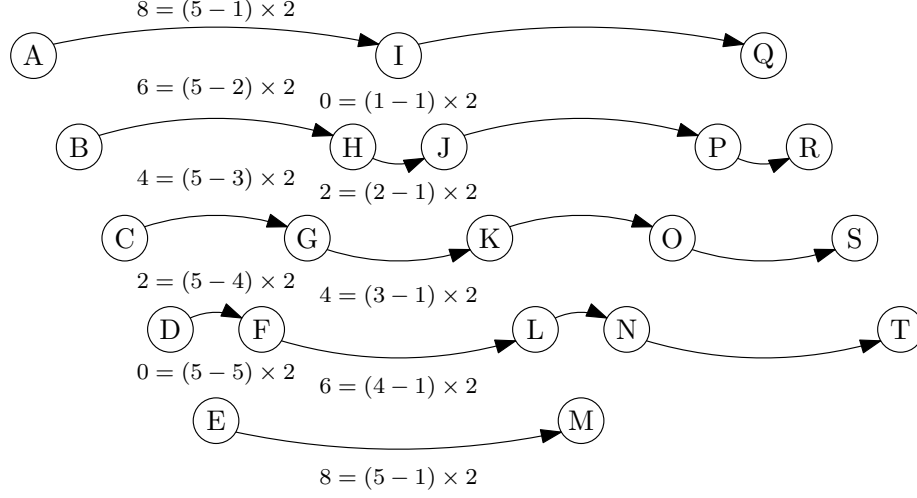 8 = (5 − 1) × 2
A I Q
6 = (5 − 2) × 2
0 = (1 − 1) × 2
B H J P R
4 = (5 − 3) × 2
2 = (2 − 1) × 2
C G K O S
2 = (5 − 4) × 2
4 = (3 − 1) × 2
D F L N T
0 = (5 − 5) × 2
6 = (4 − 1) × 2
E M
8 = (5 − 1) × 2